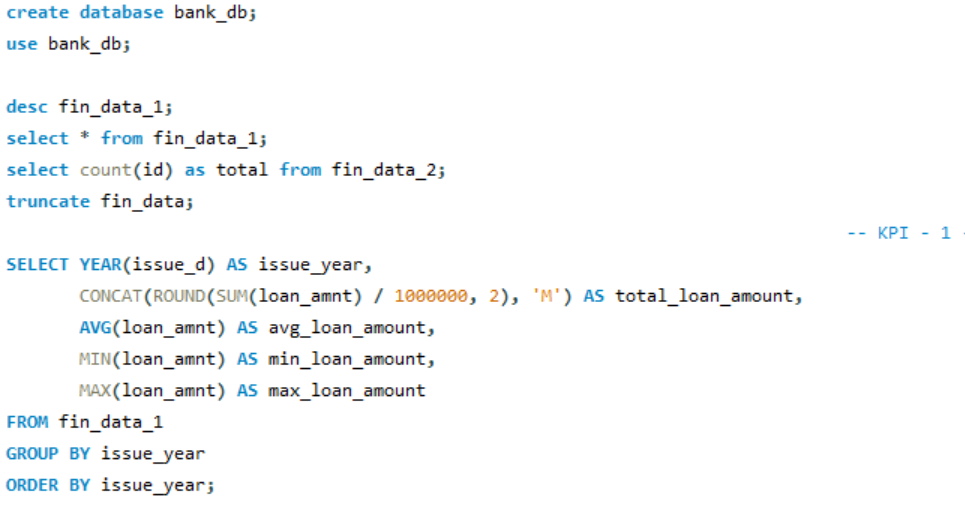 create database bank_db;
use bank_db;
desc fin_data_1;
select * from fin_data_1;
select count(id) as total from fin_data_2;
truncate fin_data;
-- KPI - 1 -
SELECT YEAR(issue_d) AS issue_year,
CONCAT(ROUND(SUM(loan_amnt) / 1000000, 2), 'M') AS total_loan_amount,
AVG(loan_amnt) AS avg_loan_amount,
MIN(loan_amnt) AS min_loan_amount,
MAX(loan_amnt) AS max_loan_amount
FROM fin_data_1
GROUP BY issue_year
ORDER BY issue_year;